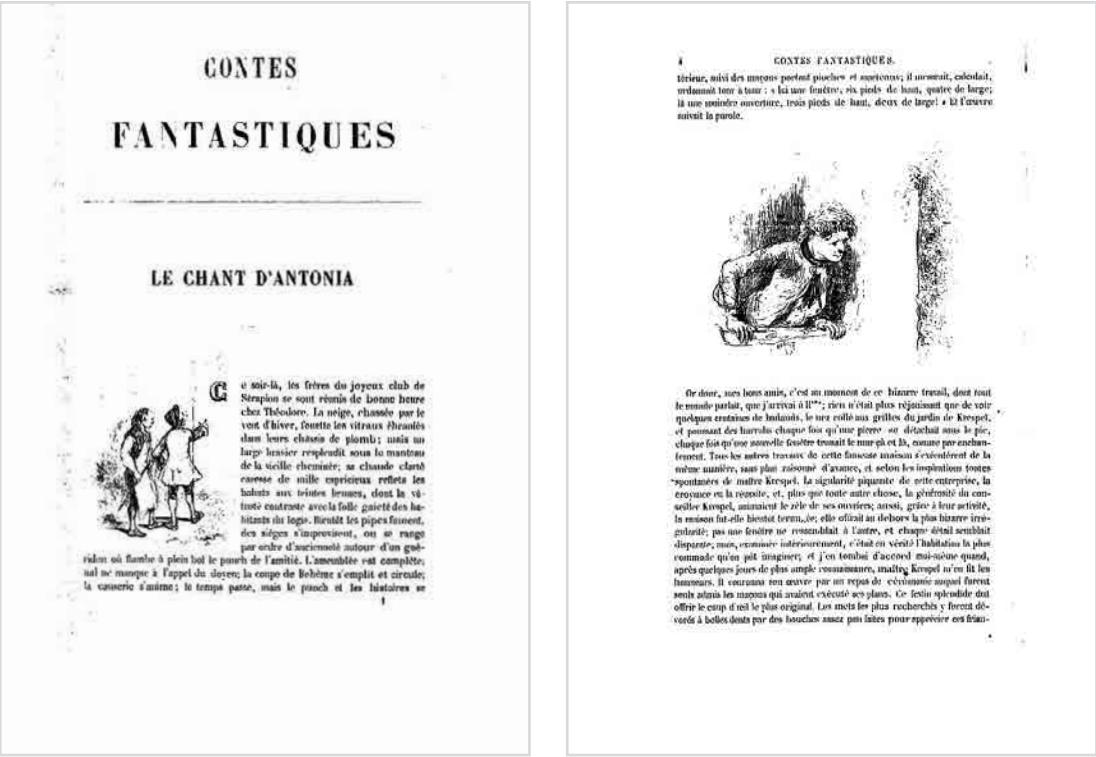 CONTES
FANTASTIQUES
LE CHANT D'ANTONIA
Ce soir-là, les frères du joyeux club de
Sérapion se sont réunis de bonne heure
chez Théodore. La neige, chassée par le
vent d'hiver, fouette les vitraux ébranlés
dans leurs châssis de plomb; mais un
large brasier resplendit sous le manteau
de la vieille cheminée; sa chaude clarté
caresse de mille capricieux reflets les
bahuts aux teintes brunes, dont la vé-
tusté contraste avec la folle gaieté des ha-
bitants du logis. Bientôt les pipes fument,
des sièges s'improvisent, on se range
par ordre d'ancienneté autour d'un gué-
ridon où flambe à plein bol le punch de l'amitié. L'assemblée est complète;
nul ne manque à l'appel du doyen; la coupe de Bohême s'emplit et circule;
la causerie s'anime; le temps passe, mais le punch et les histoires se
1
4 CONTES FANTASTIQUES.
térieur, suivi des maçons portant pioches et marteaux; il mesurait, calculait,
ordonnait tour à tour : « Ici une fenêtre, six pieds de haut, quatre de large;
là une moindre ouverture, trois pieds de haut, deux de large! » Et l'œuvre
suivait la parole.
Or donc, mes bons amis, c'est au moment de ce bizarre travail, dont tout
le monde parlait, que j'arrivai à H***; rien n'était plus réjouissant que de voir
quelques centaines de badauds, le nez collé aux grilles du jardin de Krespel,
et poussant des hurrahs chaque fois qu'une pierre se détachait sous le pic,
chaque fois qu'une nouvelle fenêtre trouait le mur çà et là, comme par enchan-
tement. Tous les autres travaux de cette fameuse maison s'exécutèrent de la
même manière, sans plan raisonné d'avance, et selon les inspirations toutes
spontanées de maître Krespel. La singularité piquante de cette entreprise, la
croyance en la réussite, et, plus que toute autre chose, la générosité du con-
seiller Krespel, animaient le zèle de ses ouvriers; aussi, grâce à leur activité,
la maison fut-elle bientôt terminée; elle offrait au dehors la plus bizarre irré-
gularité; pas une fenêtre ne ressemblait à l'autre, et chaque détail semblait
disparate; mais, examinée intérieurement, c'était en vérité l'habitation la plus
commode qu'on pût imaginer; et j'en tombai d'accord moi-même quand,
après quelques jours de plus ample connaissance, maître Krespel m'en fit les
honneurs. Il couronna son œuvre par un repas de cérémonie auquel furent
seuls admis les maçons qui avaient exécuté ses plans. Ce festin splendide dut
offrir le coup d'œil le plus original. Les mets les plus recherchés y furent dé-
vorés à belles dents par des bouches assez peu faites pour apprécier ces frian-